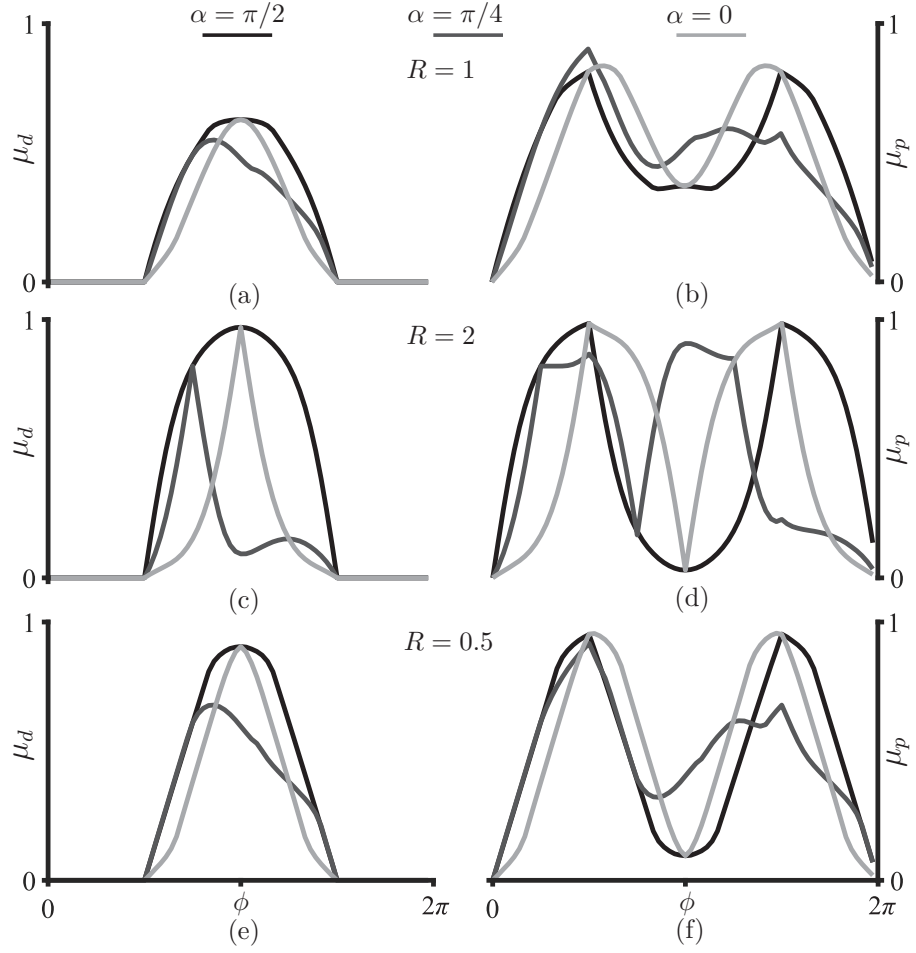 α = π/2 α = π/4 α = 0
1 R = 1 1
μ_d μ_p
0 0
(a) (b)
1 R = 2 1
μ_d μ_p
0 0
(c) (d)
1 R = 0.5 1
μ_d μ_p
0 0
0 ϕ 2π 0 ϕ 2π
(e) (f)